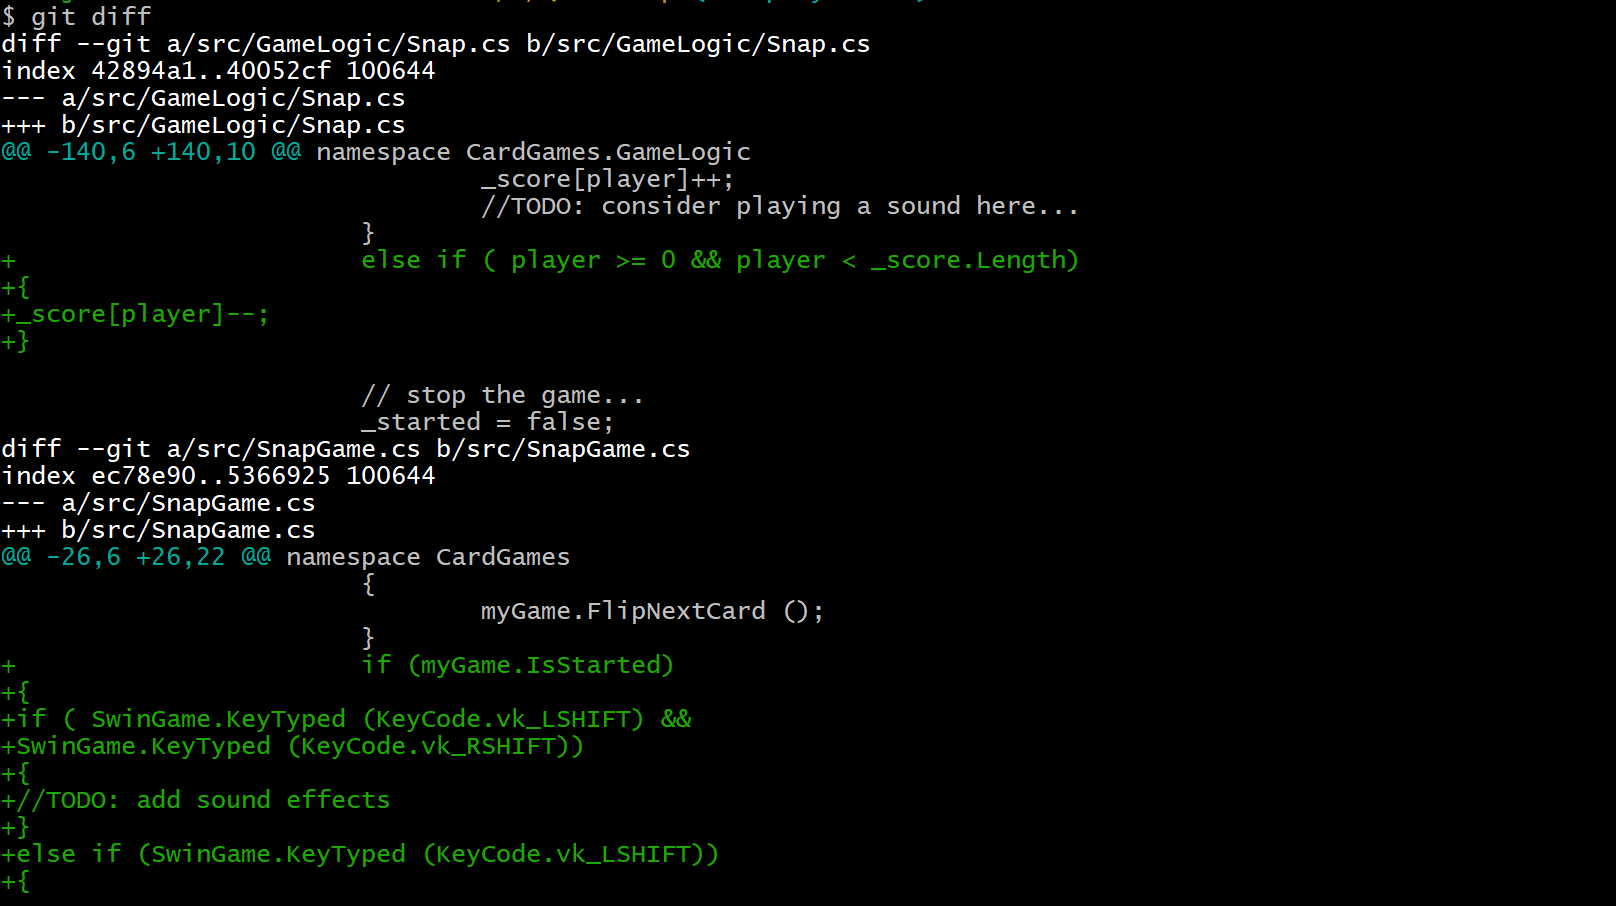 $ git diff
diff --git a/src/GameLogic/Snap.cs b/src/GameLogic/Snap.cs
index 42894a1..40052cf 100644
--- a/src/GameLogic/Snap.cs
+++ b/src/GameLogic/Snap.cs
@@ -140,6 +140,10 @@ namespace CardGames.GameLogic
                                _score[player]++;
                                //TODO: consider playing a sound here...
                        }
+                       else if ( player >= 0 && player < _score.Length)
+{
+_score[player]--;
+}

                        // stop the game...
                        _started = false;
diff --git a/src/SnapGame.cs b/src/SnapGame.cs
index ec78e90..5366925 100644
--- a/src/SnapGame.cs
+++ b/src/SnapGame.cs
@@ -26,6 +26,22 @@ namespace CardGames
                        {
                                myGame.FlipNextCard ();
                        }
+                       if (myGame.IsStarted)
+{
+if ( SwinGame.KeyTyped (KeyCode.vk_LSHIFT) &&
+SwinGame.KeyTyped (KeyCode.vk_RSHIFT))
+{
+//TODO: add sound effects
+}
+else if (SwinGame.KeyTyped (KeyCode.vk_LSHIFT))
+{